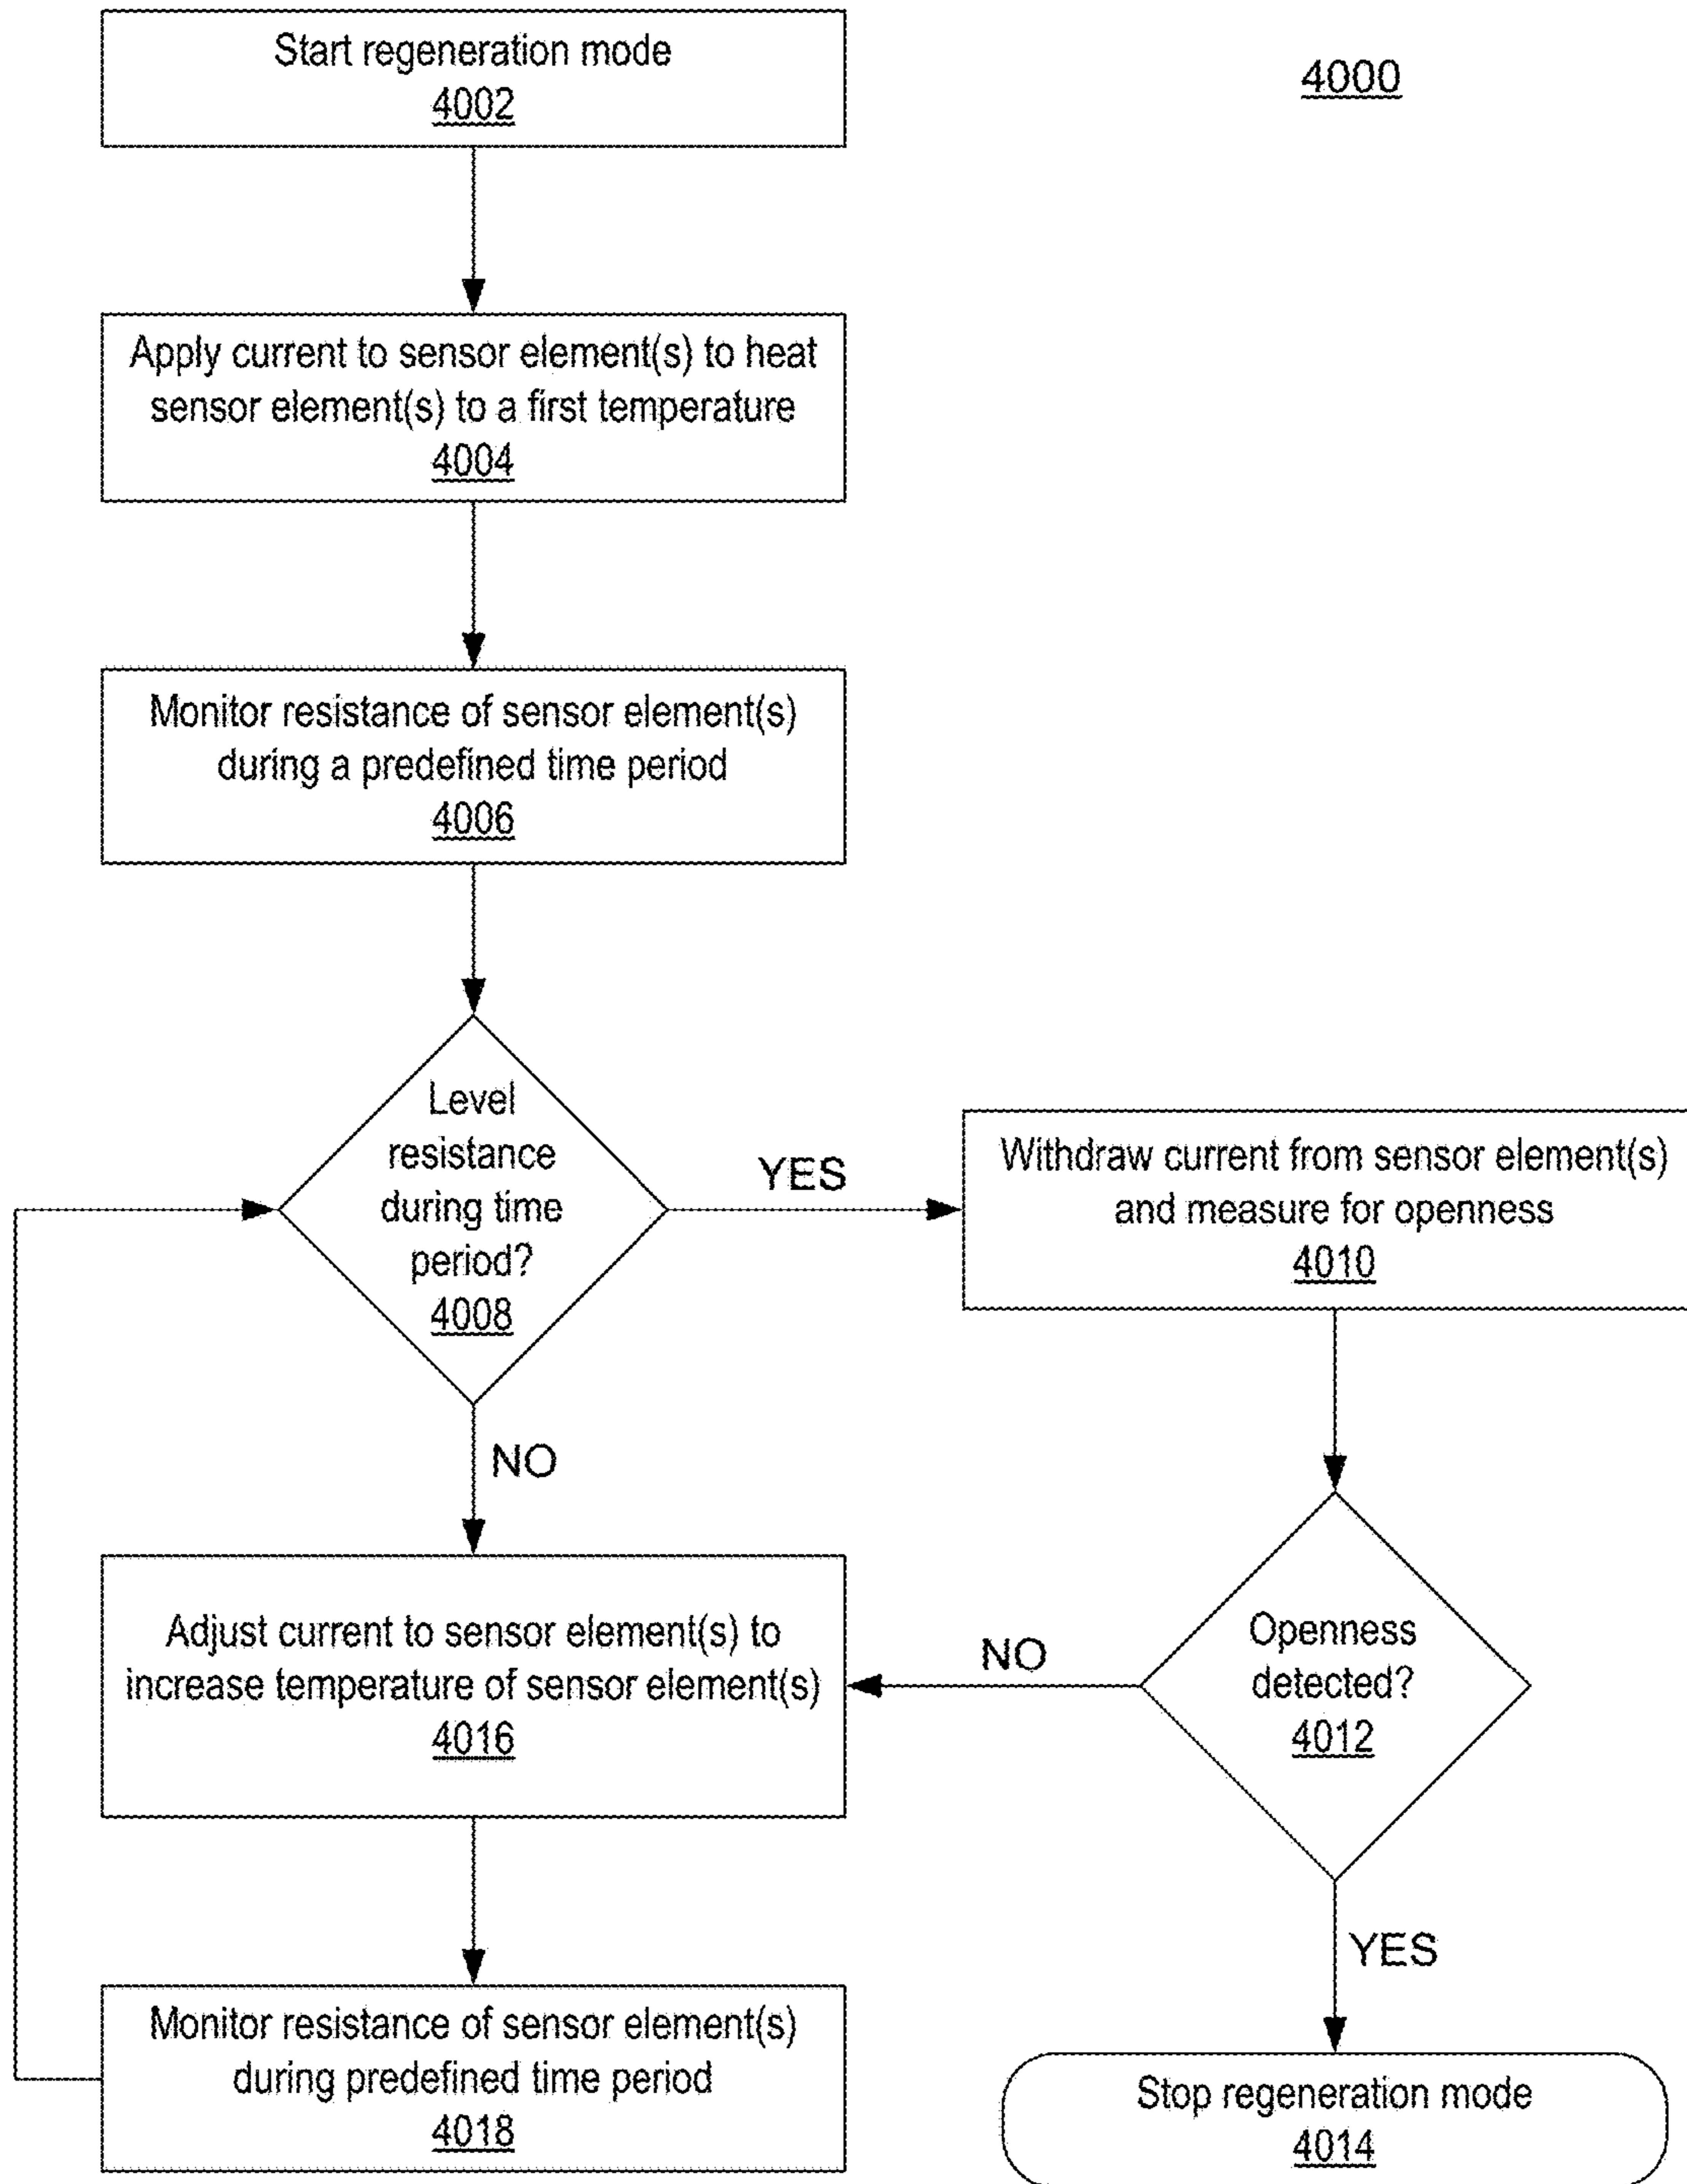 Start regeneration mode
4002
4000
Apply current to sensor element(s) to heat
sensor element(s) to a first temperature
4004
Monitor resistance of sensor element(s)
during a predefined time period
4006
Level
resistance
during time
period?
4008
YES
Withdraw current from sensor element(s)
and measure for openness
4010
NO
Adjust current to sensor element(s) to
increase temperature of sensor element(s)
4016
NO
Openness
detected?
4012
YES
Monitor resistance of sensor element(s)
during predefined time period
4018
Stop regeneration mode
4014